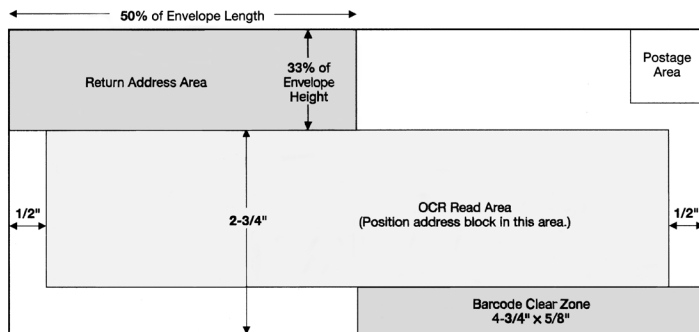 50% of Envelope Length
Return Address Area
33% of
Envelope
Height
Postage
Area
1/2"
2-3/4"
OCR Read Area
(Position address block in this area.)
1/2"
Barcode Clear Zone
4-3/4" x 5/8"